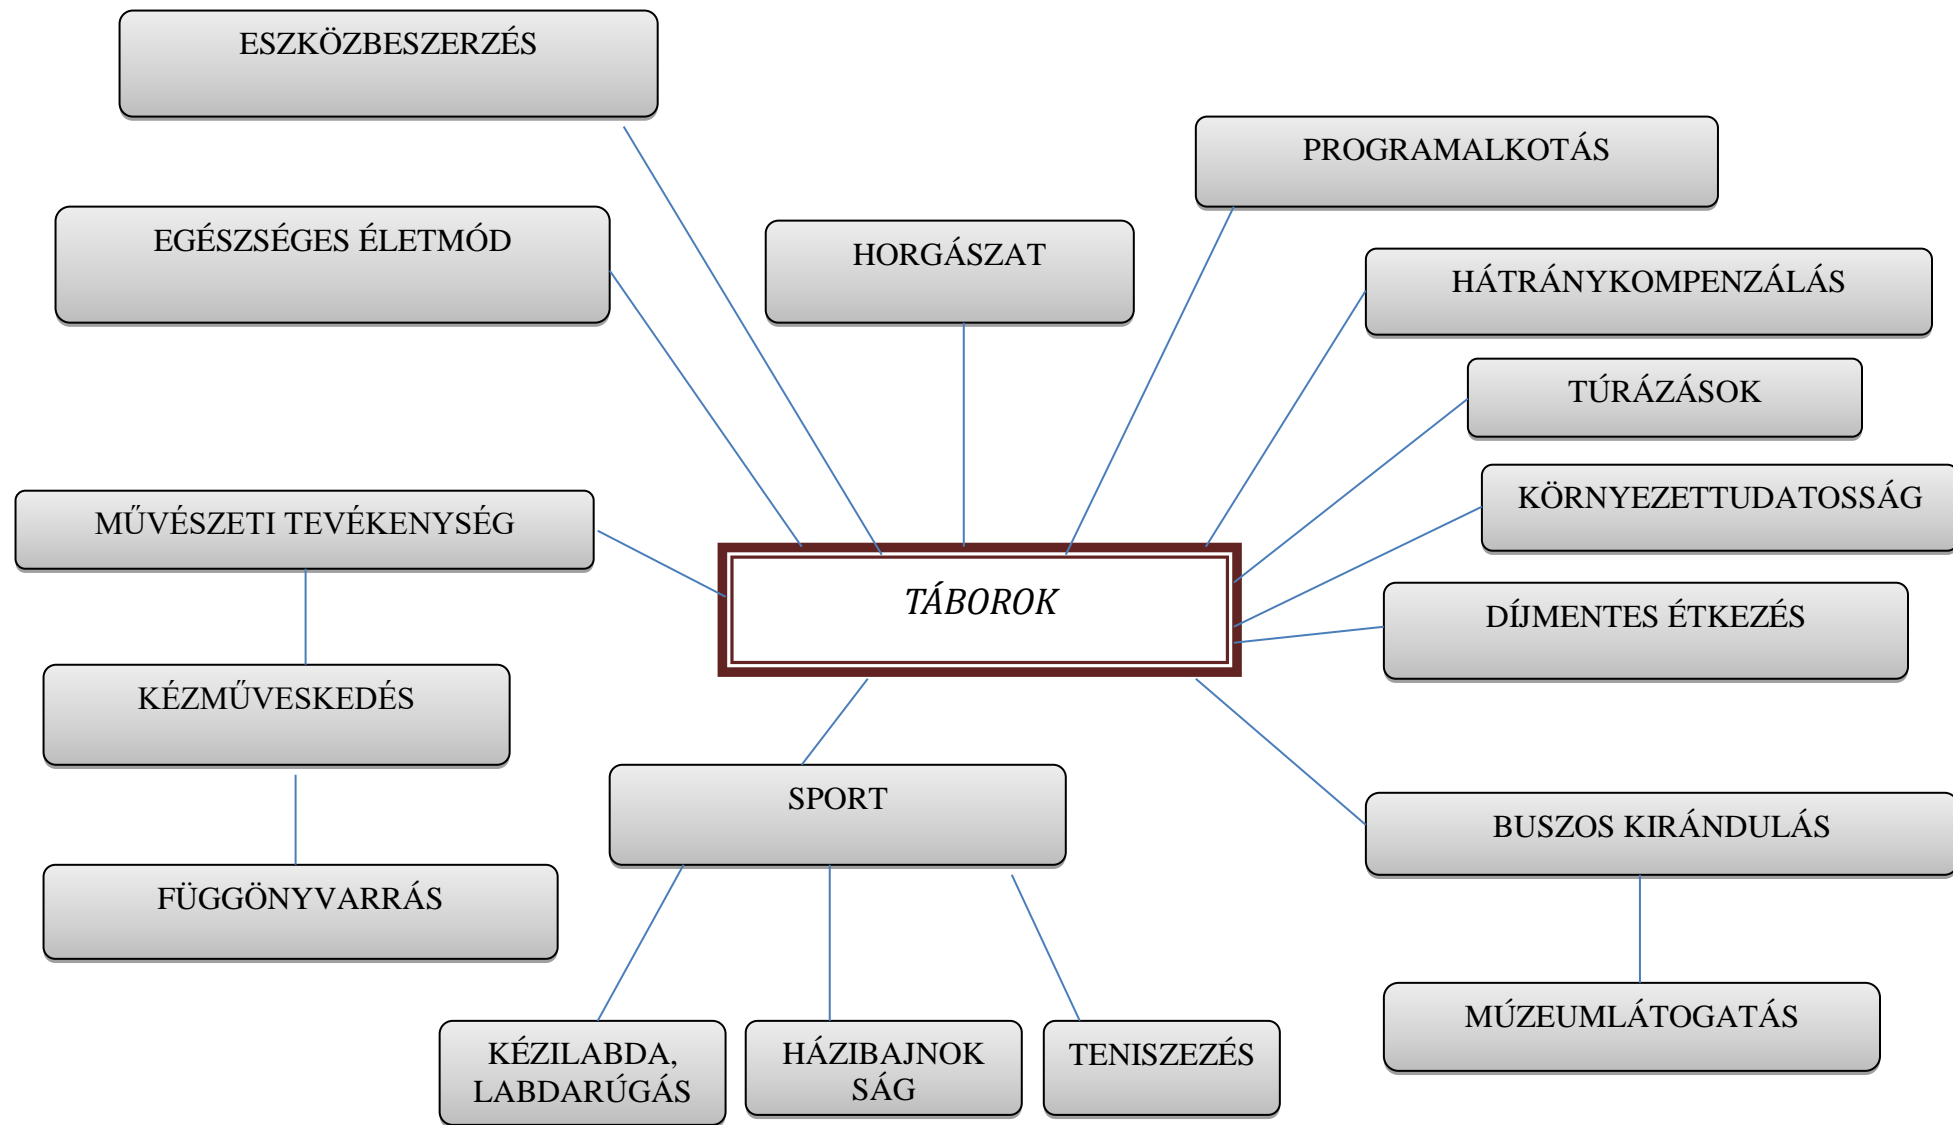 ESZKÖZBESZERZÉS
PROGRAMALKOTÁS
EGÉSZSÉGES ÉLETMÓD
HORGÁSZAT
HÁTRÁNYKOMPENZÁLÁS
TÚRÁZÁSOK
KÖRNYEZETTUDATOSSÁG
MŰVÉSZETI TEVÉKENYSÉG
TÁBOROK
DÍJMENTES ÉTKEZÉS
KÉZMŰVESKEDÉS
SPORT
BUSZOS KIRÁNDULÁS
FÜGGÖNYVARRÁS
MÚZEUMLÁTOGATÁS
KÉZILABDA,
LABDARÚGÁS
HÁZIBAJNOK
SÁG
TENISZEZÉS